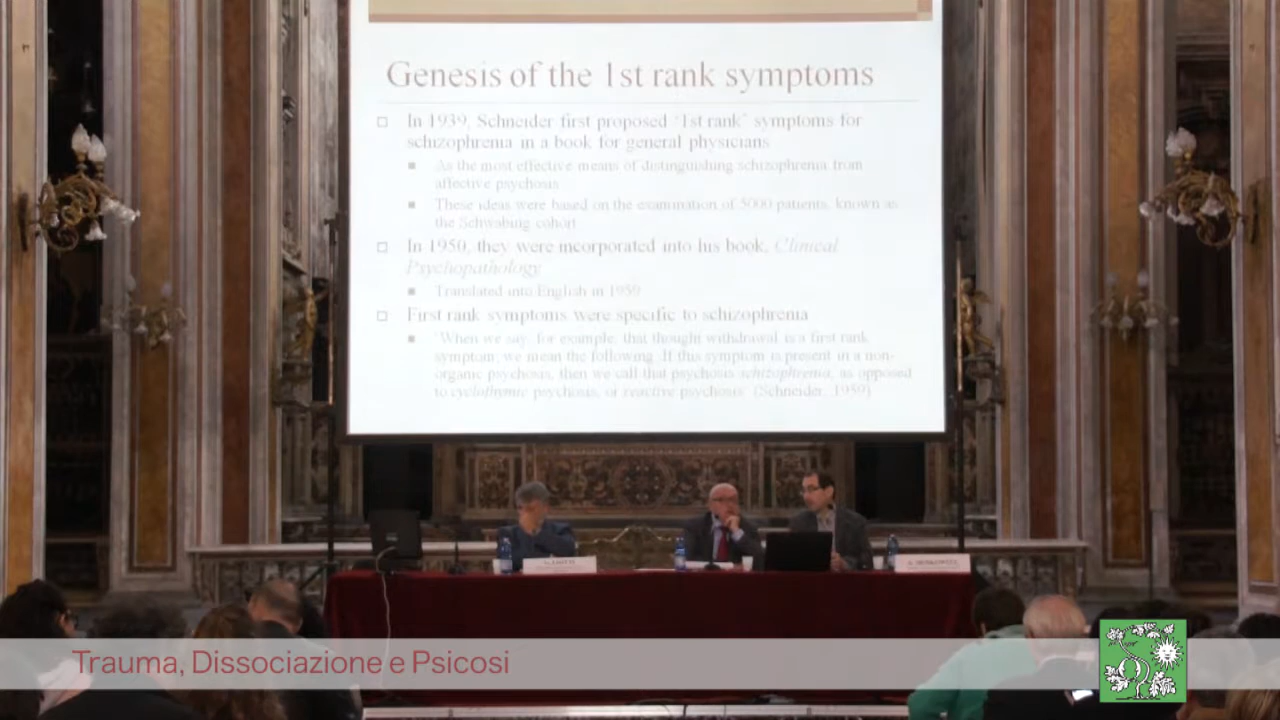 Genesis of the 1st rank symptoms
In 1939, Schneider first proposed "1st rank" symptoms for
schizophrenia in a book for general physicians
As the most effective means of distinguishing schizophrenia from
affective psychosis
These ideas were based on the examination of 5000 patients, known as
the Schwabing cohort
In 1950, they were incorporated into his book, Clinical
Psychopathology
Translated into English in 1959
First rank symptoms were specific to schizophrenia
"When we say, for example, that thought withdrawal is a first rank
symptom, we mean the following: If this symptom is present in a non-
organic psychosis, then we call that psychosis schizophrenia, as opposed
to cyclothymic psychosis, or reactive psychosis" (Schneider, 1959)
A. MOSKOWITZ
Trauma, Dissociazione e Psicosi